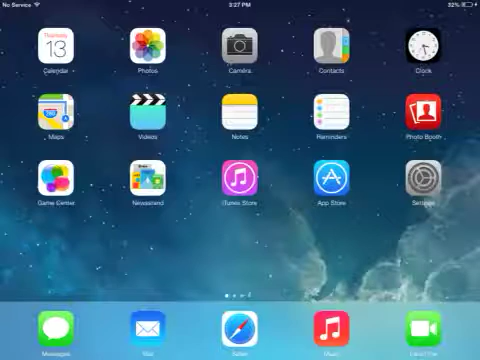 No Service 3:27 PM 32%
Thursday
13
Calendar Photos Camera Contacts Clock
280
Maps Videos Notes Reminders Photo Booth
Game Center Newsstand iTunes Store App Store Settings
Messages Mail Safari Music FaceTime